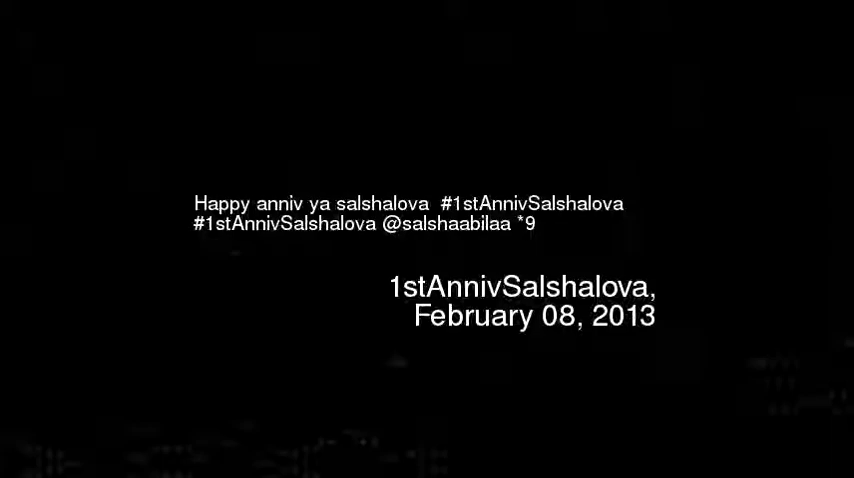 Happy anniv ya salshalova #1stAnnivSalshalova
#1stAnnivSalshalova @salshaabilaa *9
1stAnnivSalshalova,
February 08, 2013